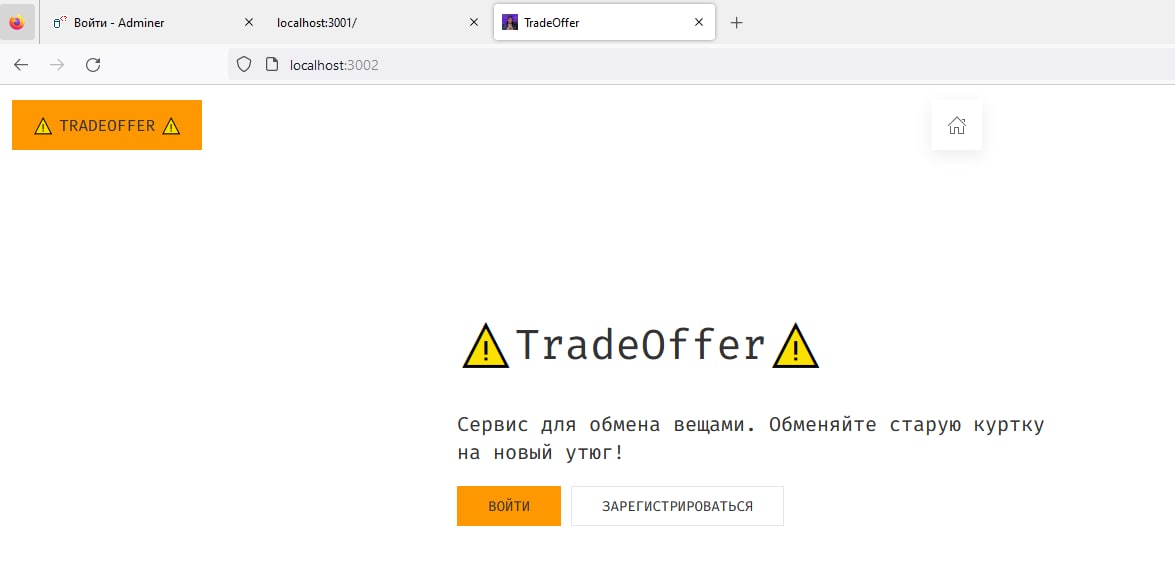 Войти - Adminer
localhost:3001/
TradeOffer
localhost:3002
⚠ TRADEOFFER ⚠
⚠TradeOffer⚠
Сервис для обмена вещами. Обменяйте старую куртку
на новый утюг!
ВОЙТИ
ЗАРЕГИСТРИРОВАТЬСЯ